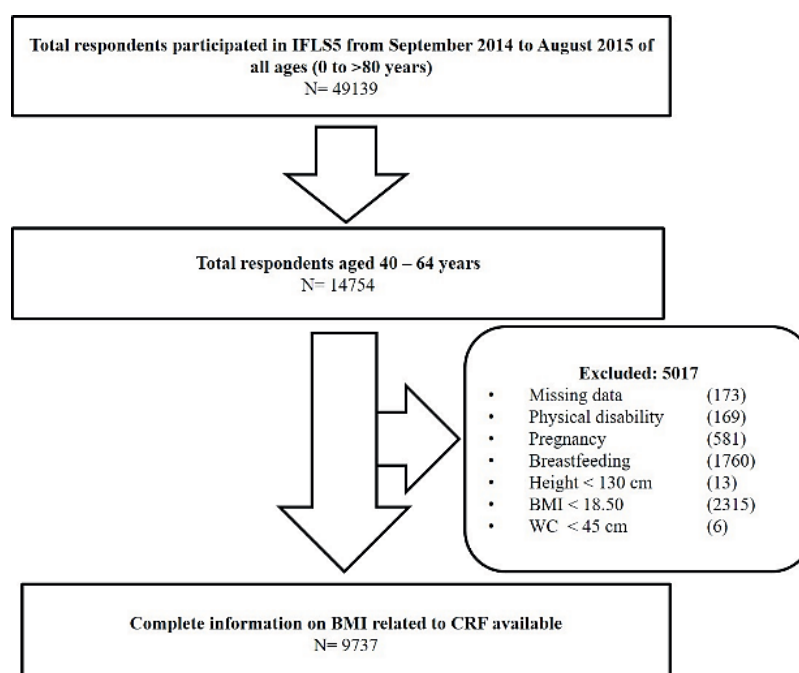 Total respondents participated in IFLS5 from September 2014 to August 2015 of
all ages (0 to >80 years)
N= 49139
Total respondents aged 40 – 64 years
N= 14754
Excluded: 5017
• Missing data (173)
• Physical disability (169)
• Pregnancy (581)
• Breastfeeding (1760)
• Height < 130 cm (13)
• BMI < 18.50 (2315)
• WC < 45 cm (6)
Complete information on BMI related to CRF available
N= 9737